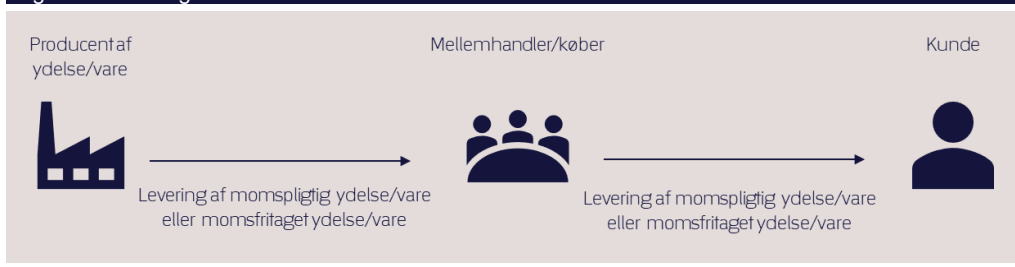 Producent af
ydelse/vare
Mellemhandler/køber
Kunde
Levering af momspligtig ydelse/vare
eller momsfritaget ydelse/vare
Levering af momspligtig ydelse/vare
eller momsfritaget ydelse/vare